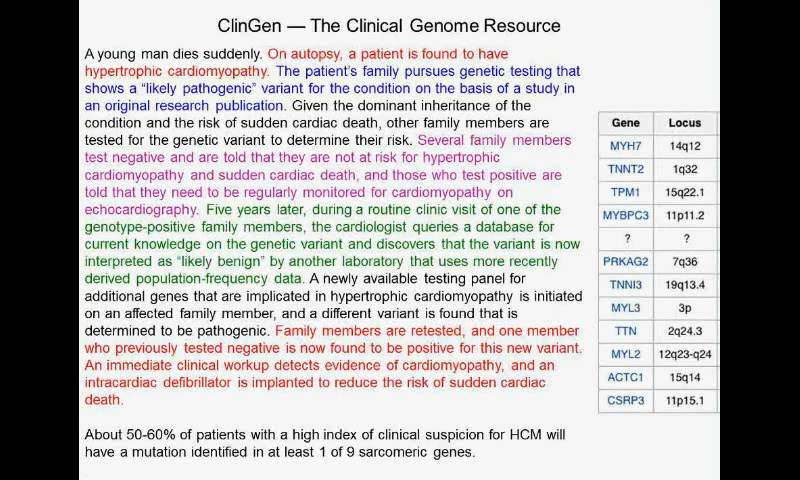 ClinGen — The Clinical Genome Resource
A young man dies suddenly. On autopsy, a patient is found to have
hypertrophic cardiomyopathy. The patient's family pursues genetic testing that
shows a “likely pathogenic” variant for the condition on the basis of a study in
an original research publication. Given the dominant inheritance of the
condition and the risk of sudden cardiac death, other family members are
tested for the genetic variant to determine their risk. Several family members
test negative and are told that they are not at risk for hypertrophic
cardiomyopathy and sudden cardiac death, and those who test positive are
told that they need to be regularly monitored for cardiomyopathy on
echocardiography. Five years later, during a routine clinic visit of one of the
genotype-positive family members, the cardiologist queries a database for
current knowledge on the genetic variant and discovers that the variant is now
interpreted as “likely benign” by another laboratory that uses more recently
derived population-frequency data. A newly available testing panel for
additional genes that are implicated in hypertrophic cardiomyopathy is initiated
on an affected family member, and a different variant is found that is
determined to be pathogenic. Family members are retested, and one member
who previously tested negative is now found to be positive for this new variant.
An immediate clinical workup detects evidence of cardiomyopathy, and an
intracardiac defibrillator is implanted to reduce the risk of sudden cardiac
death.
About 50-60% of patients with a high index of clinical suspicion for HCM will
have a mutation identified in at least 1 of 9 sarcomeric genes.
Gene Locus
MYH7 14q12
TNNT2 1q32
TPM1 15q22.1
MYBPC3 11p11.2
? ?
PRKAG2 7q36
TNNI3 19q13.4
MYL3 3p
TTN 2q24.3
MYL2 12q23-q24
ACTC1 15q14
CSRP3 11p15.1